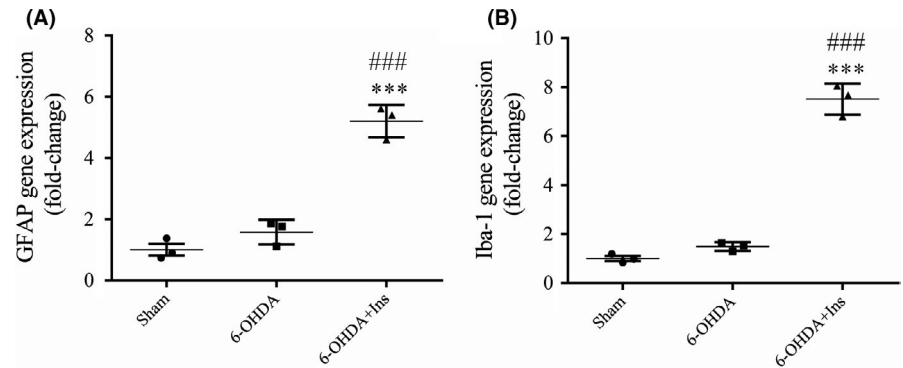 (A)
GFAP gene expression
(fold-change)
8
6
4
2
0
###
***
Sham
6-OHDA
6-OHDA+Ins
(B)
Iba-1 gene expression
(fold-change)
10
8
6
4
2
0
###
***
Sham
6-OHDA
6-OHDA+Ins